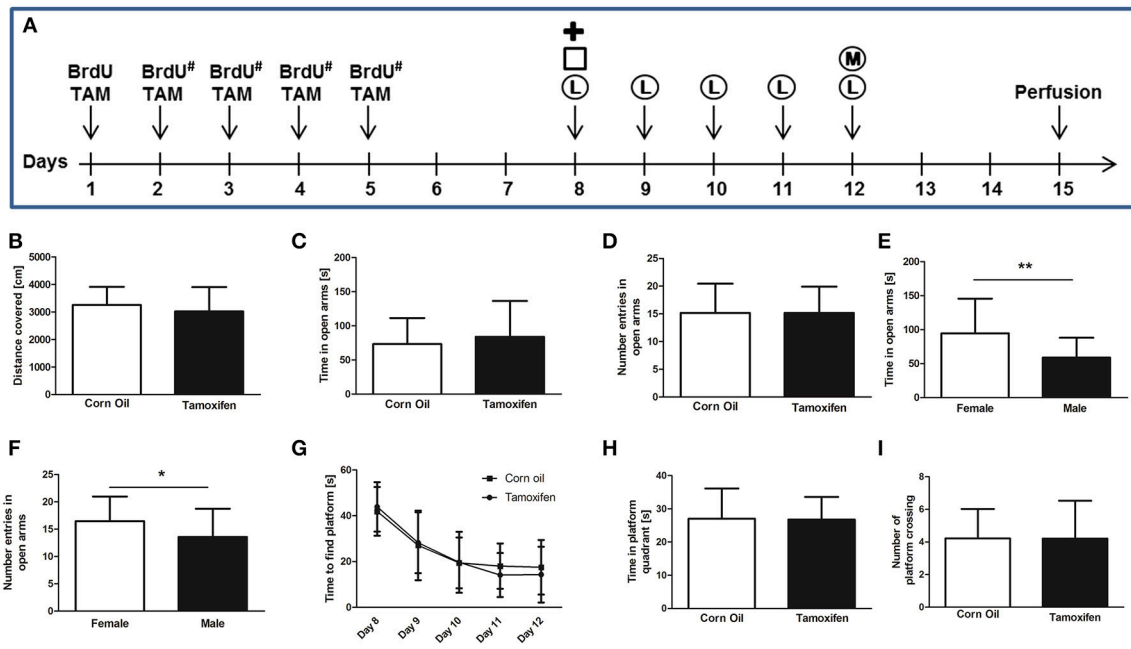 A
BrdU BrdU# BrdU# BrdU# BrdU#
TAM TAM TAM TAM TAM
L L L L L
M
Perfusion
Days
1 2 3 4 5 6 7 8 9 10 11 12 13 14 15
B
Distance covered [cm]
5000
4000
3000
2000
1000
0
Corn Oil Tamoxifen
C
Time in open arms [s]
200
150
100
50
0
Corn Oil Tamoxifen
D
Number entries in
open arms
25
20
15
10
5
0
Corn Oil Tamoxifen
E
Time in open arms [s]
200
150
100
50
0
**
Female Male
F
Number entries in
open arms
25
20
15
10
5
0
*
Female Male
G
Time to find platform [s]
60
40
20
0
Corn oil
Tamoxifen
Day 8 Day 9 Day 10 Day 11 Day 12
H
Time in platform
quadrant [s]
40
30
20
10
0
Corn Oil Tamoxifen
I
Number of
platform crossing
8
6
4
2
0
Corn Oil Tamoxifen